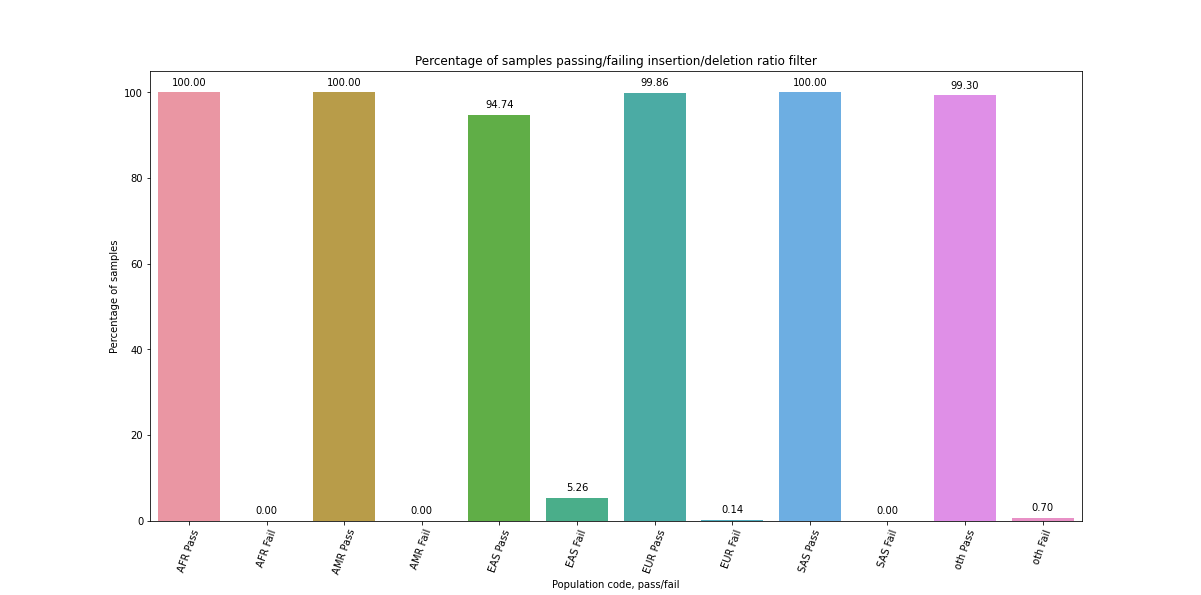 Percentage of samples passing/failing insertion/deletion ratio filter
100.00
0.00
100.00
0.00
94.74
5.26
99.86
0.14
100.00
0.00
99.30
0.70
100
80
60
40
20
0
Percentage of samples
AFR Pass
AFR Fail
AMR Pass
AMR Fail
EAS Pass
EAS Fail
EUR Pass
EUR Fail
SAS Pass
SAS Fail
oth Pass
oth Fail
Population code, pass/fail